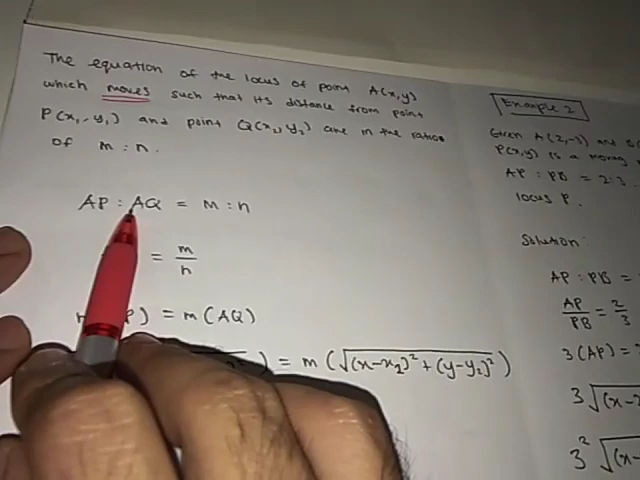 The equation of the locus of point A(x,y)
which moves such that its distance from point
P(x₁, y₁) and point Q(x₂, y₂) are in the ratio
of m : n.
AP : AQ = m : n
= m/n
) = m (AQ)
) = m (√(x-x₂)² + (y-y₂)²)
Example 2
Given A(2,-3) and
P(x,y) is a moving
AP : PB = 2:3.
locus P.
Solution:
AP : PB =
AP/PB = 2/3
3(AP) =
3√(x-
3²√(x-